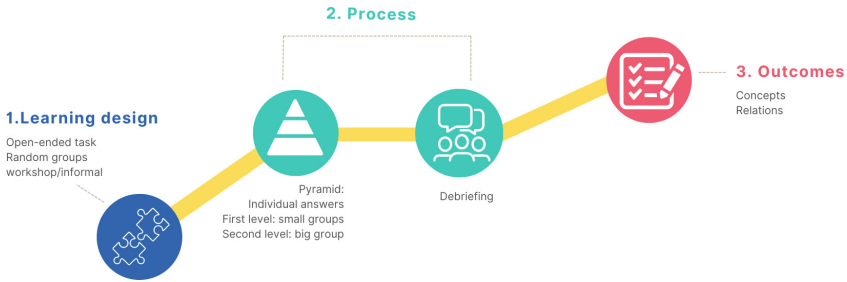 2. Process
3. Outcomes
Concepts
Relations
1.Learning design
Open-ended task
Random groups
workshop/informal
Pyramid:
Individual answers
First level: small groups
Second level: big group
Debriefing